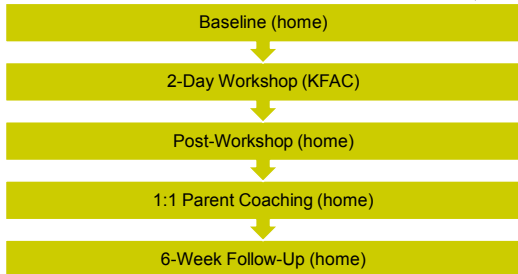 Baseline (home)
2-Day Workshop (KFAC)
Post-Workshop (home)
1:1 Parent Coaching (home)
6-Week Follow-Up (home)